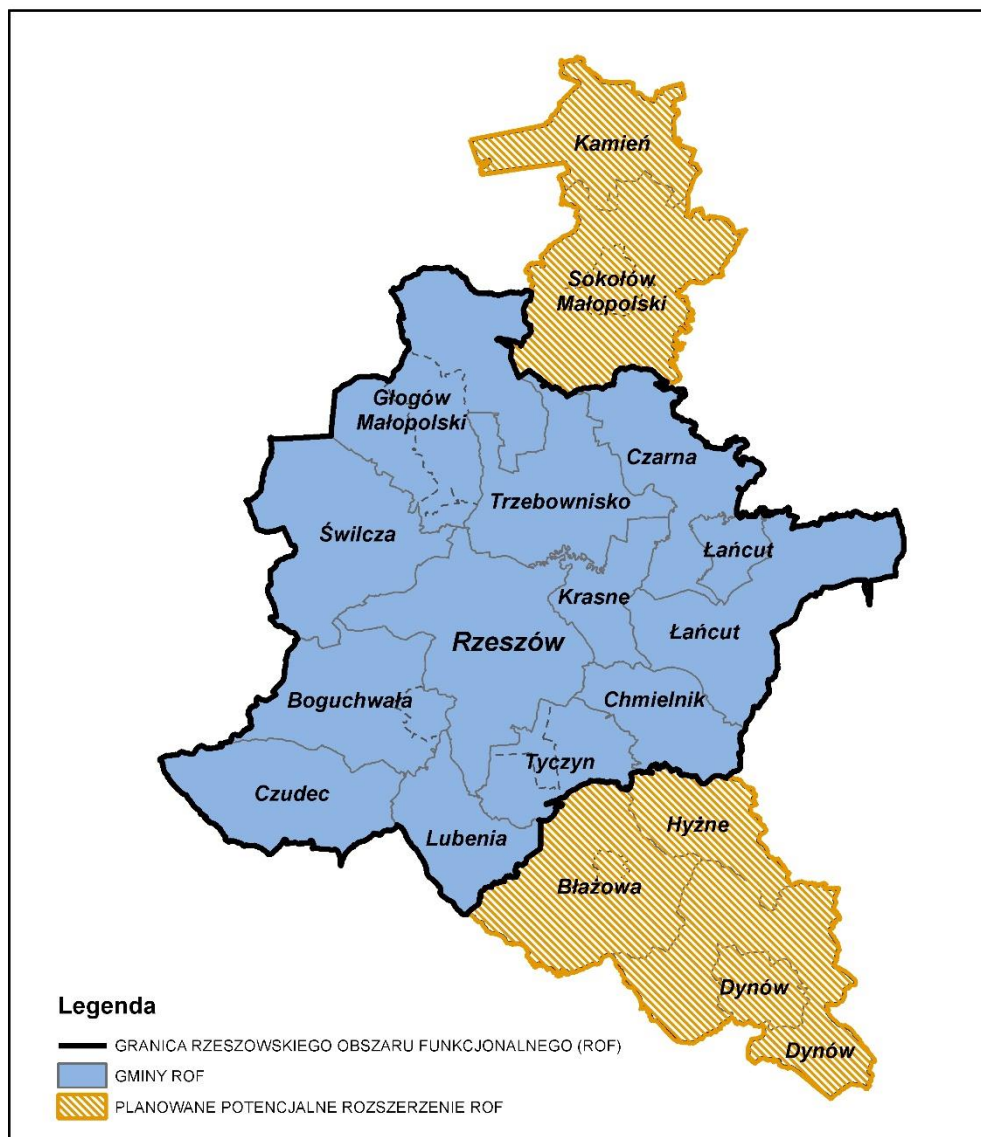 Kamień
Sokołów
Małopolski
Głogów
Małopolski
Czarna
Trzebownisko
Świlcza
Łańcut
Krasne
Łańcut
Rzeszów
Boguchwała
Chmielnik
Tyczyn
Czudec
Lubenia
Hyżne
Błażowa
Dynów
Dynów
Legenda
GRANICA RZESZOWSKIEGO OBSZARU FUNKCJONALNEGO (ROF)
GMINY ROF
PLANOWANE POTENCJALNE ROZSZERZENIE ROF